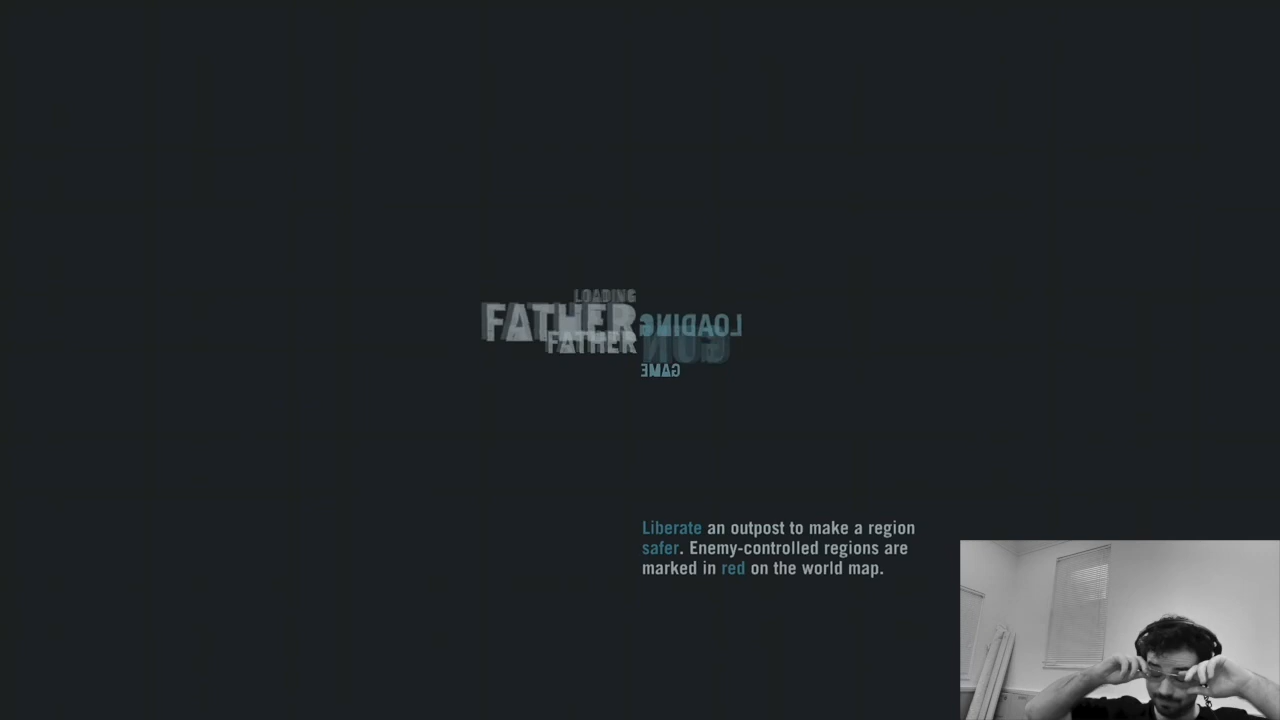 LOADING
FATHER
FATHER
LOADING
GUN
GAME
Liberate an outpost to make a region
safer. Enemy-controlled regions are
marked in red on the world map.